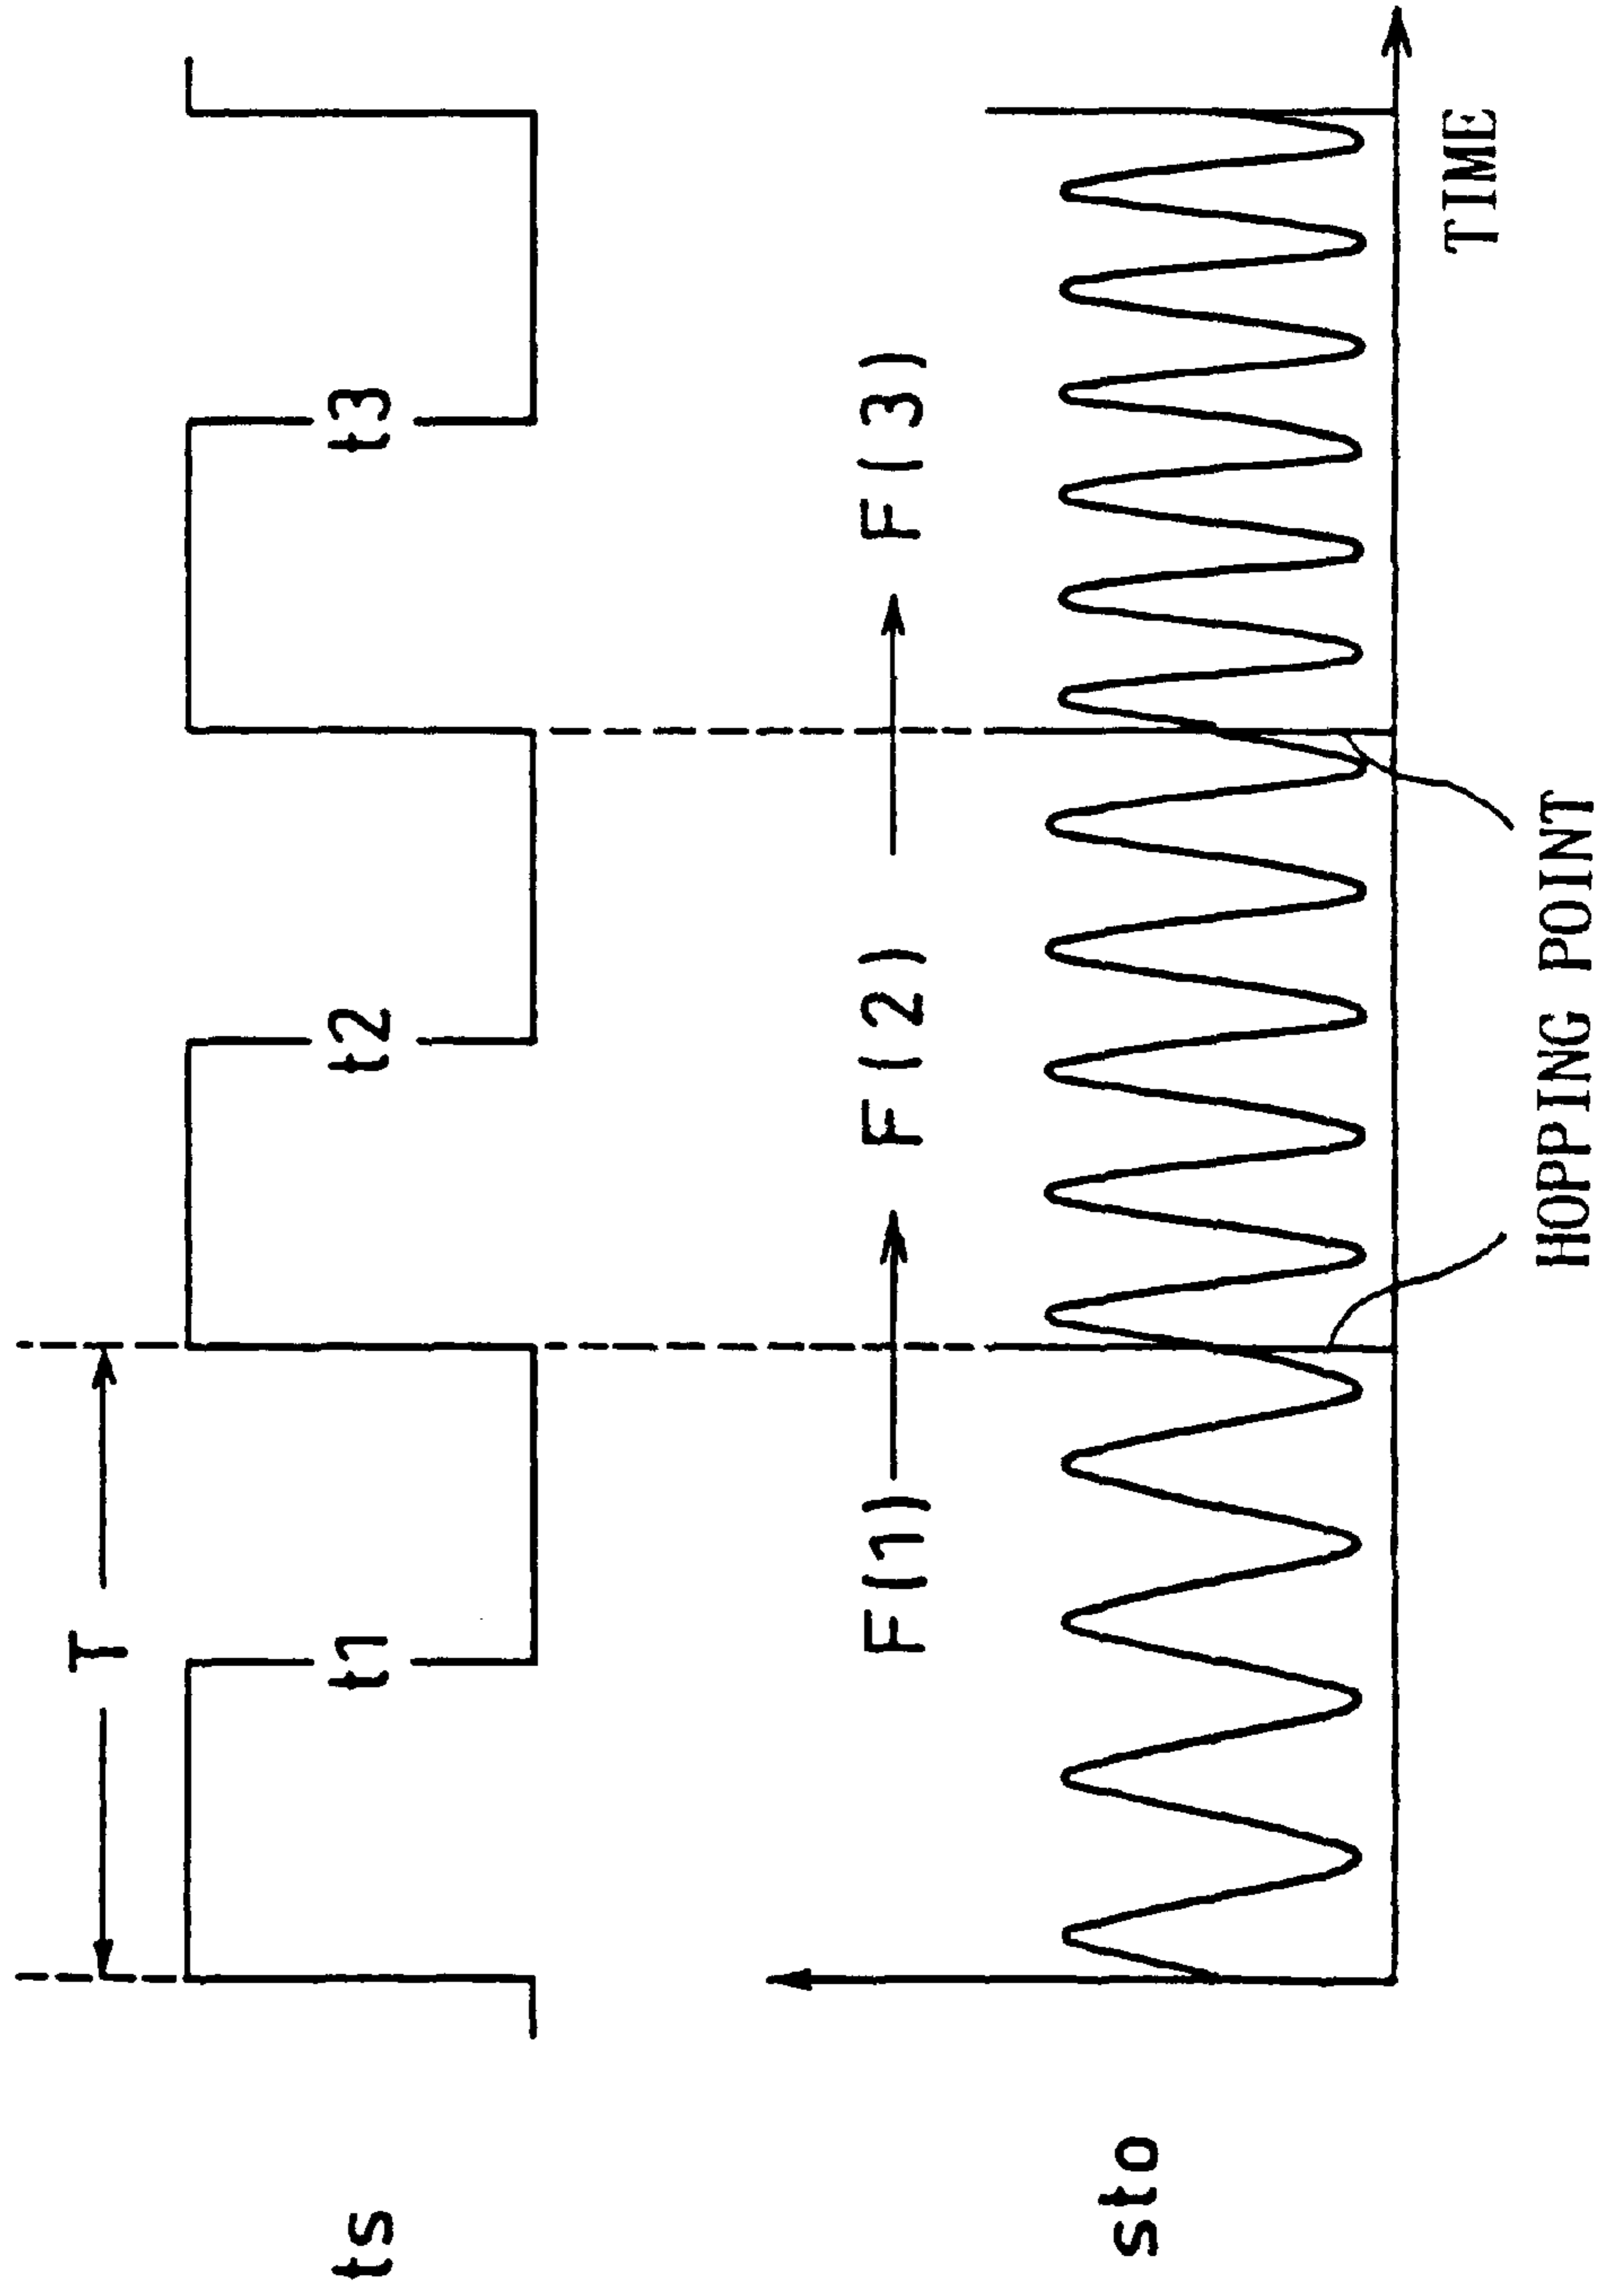 T
ts
t1
t2
t3
F(1) F(2) F(3)
sto
TIME
HOPPING POINT